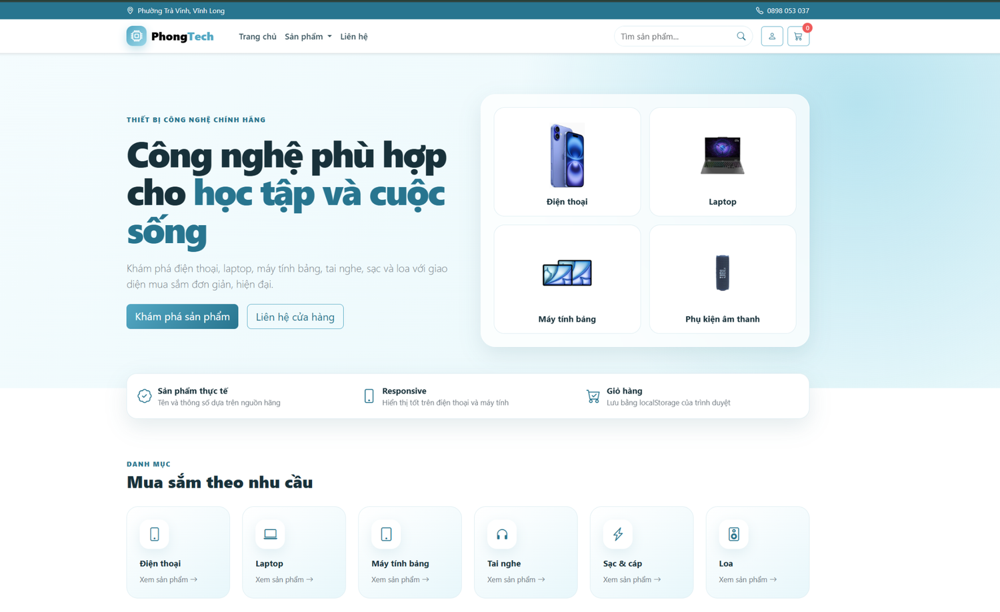 Phường Trà Vinh, Vĩnh Long
0898 053 037
PhongTech
Trang chủ
Sản phẩm
Liên hệ
Tìm sản phẩm...
0
THIẾT BỊ CÔNG NGHỆ CHÍNH HÃNG
Công nghệ phù hợp
cho học tập và cuộc
sống
Khám phá điện thoại, laptop, máy tính bảng, tai nghe, sạc và loa với giao
diện mua sắm đơn giản, hiện đại.
Khám phá sản phẩm
Liên hệ cửa hàng
Điện thoại
Laptop
JBL
Máy tính bảng
Phụ kiện âm thanh
Sản phẩm thực tế
Tên và thông số dựa trên nguồn hãng
Responsive
Hiển thị tốt trên điện thoại và máy tính
Giỏ hàng
Lưu bằng localStorage của trình duyệt
DANH MỤC
Mua sắm theo nhu cầu
Điện thoại
Xem sản phẩm →
Laptop
Xem sản phẩm →
Máy tính bảng
Xem sản phẩm →
Tai nghe
Xem sản phẩm →
Sạc & cáp
Xem sản phẩm →
Loa
Xem sản phẩm →